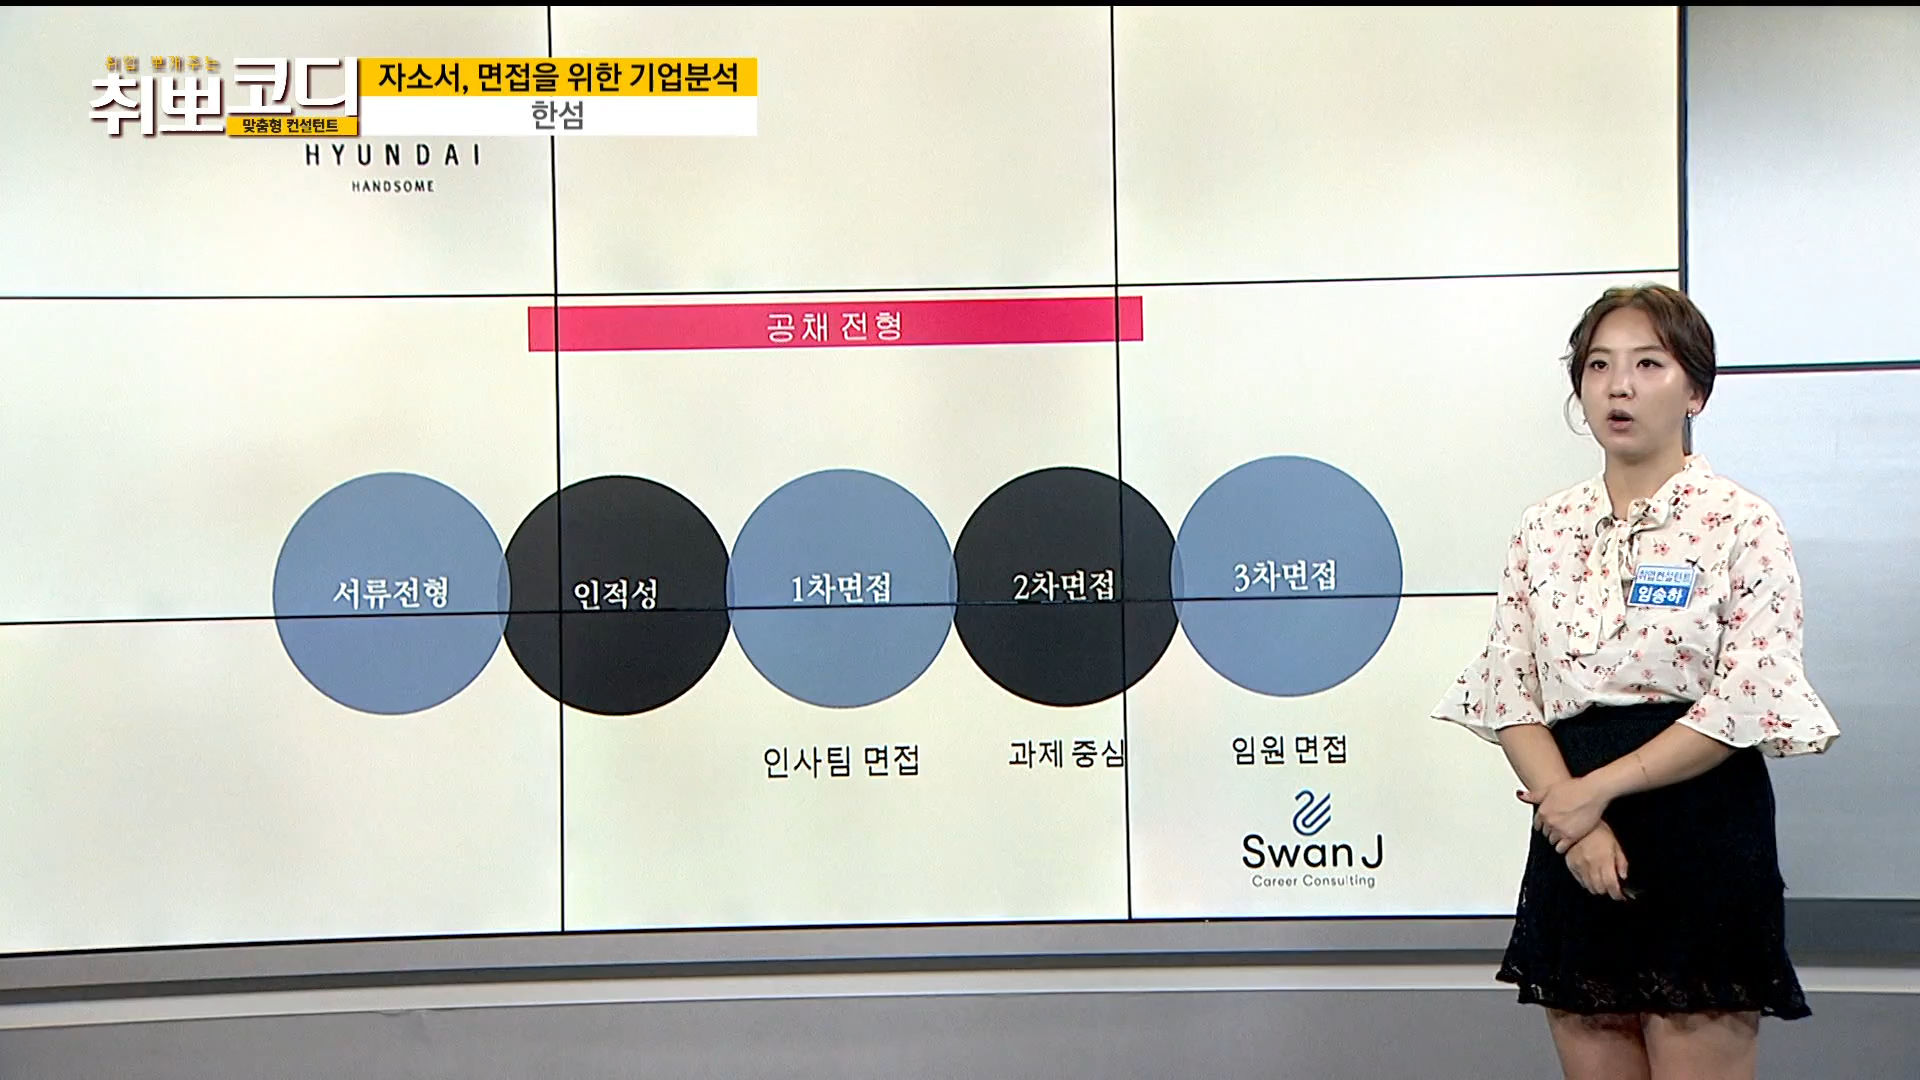 취업 뽀개주는
취뽀코디
맞춤형 컨설턴트
자소서, 면접을 위한 기업분석
한섬
HYUNDAI
HANDSOME
공채 전형
서류전형
인적성
1차면접
2차면접
3차면접
인사팀 면접
과제 중심
임원 면접
Swan J
Career Consulting
취업컨설턴트
임송하